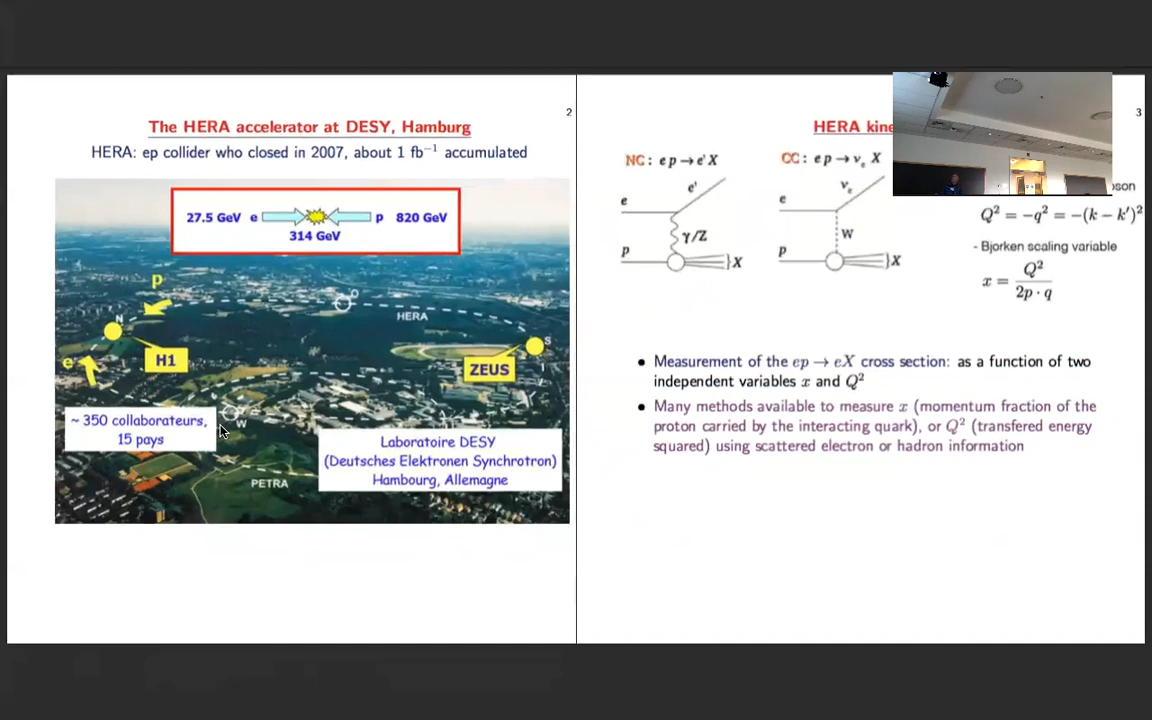 2
The HERA accelerator at DESY, Hamburg
HERA: ep collider who closed in 2007, about 1 fb⁻¹ accumulated
27.5 GeV e p 820 GeV
314 GeV
p
HERA
N
S
e
H1
ZEUS
~ 350 collaborateurs,
15 pays
W
Laboratoire DESY
(Deutsches Elektronen Synchrotron)
Hambourg, Allemagne
PETRA
3
HERA kine
NC: e p → e' X
CC: e p → νₑ X
e
e'
γ/Z
p
}X
e
νₑ
W
p
}X
Q² = −q² = −(k − k′)²
- Bjorken scaling variable
x = Q² / 2p · q
• Measurement of the ep → eX cross section: as a function of two
independent variables x and Q²
• Many methods available to measure x (momentum fraction of the
proton carried by the interacting quark), or Q² (transfered energy
squared) using scattered electron or hadron information